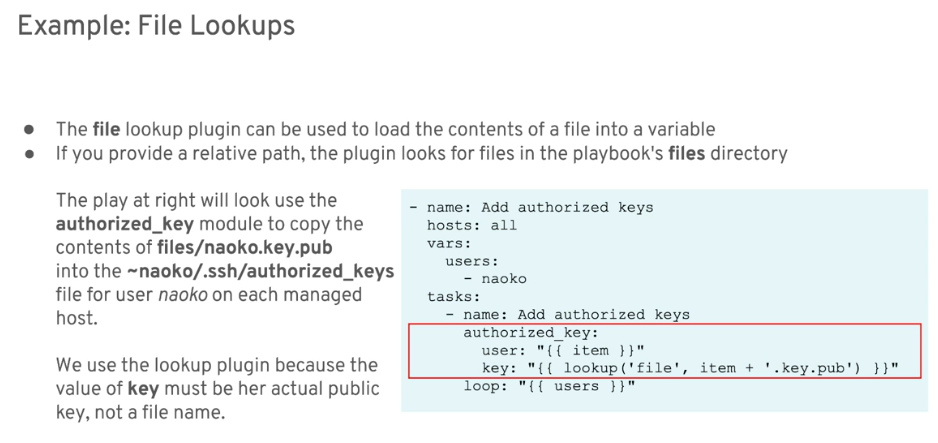 Example: File Lookups
● The file lookup plugin can be used to load the contents of a file into a variable
● If you provide a relative path, the plugin looks for files in the playbook's files directory
The play at right will look use the
authorized_key module to copy the
contents of files/naoko.key.pub
into the ~naoko/.ssh/authorized_keys
file for user naoko on each managed
host.
We use the lookup plugin because the
value of key must be her actual public
key, not a file name.
- name: Add authorized keys
  hosts: all
  vars:
    users:
      - naoko
  tasks:
    - name: Add authorized keys
      authorized_key:
        user: "{{ item }}"
        key: "{{ lookup('file', item + '.key.pub') }}"
      loop: "{{ users }}"